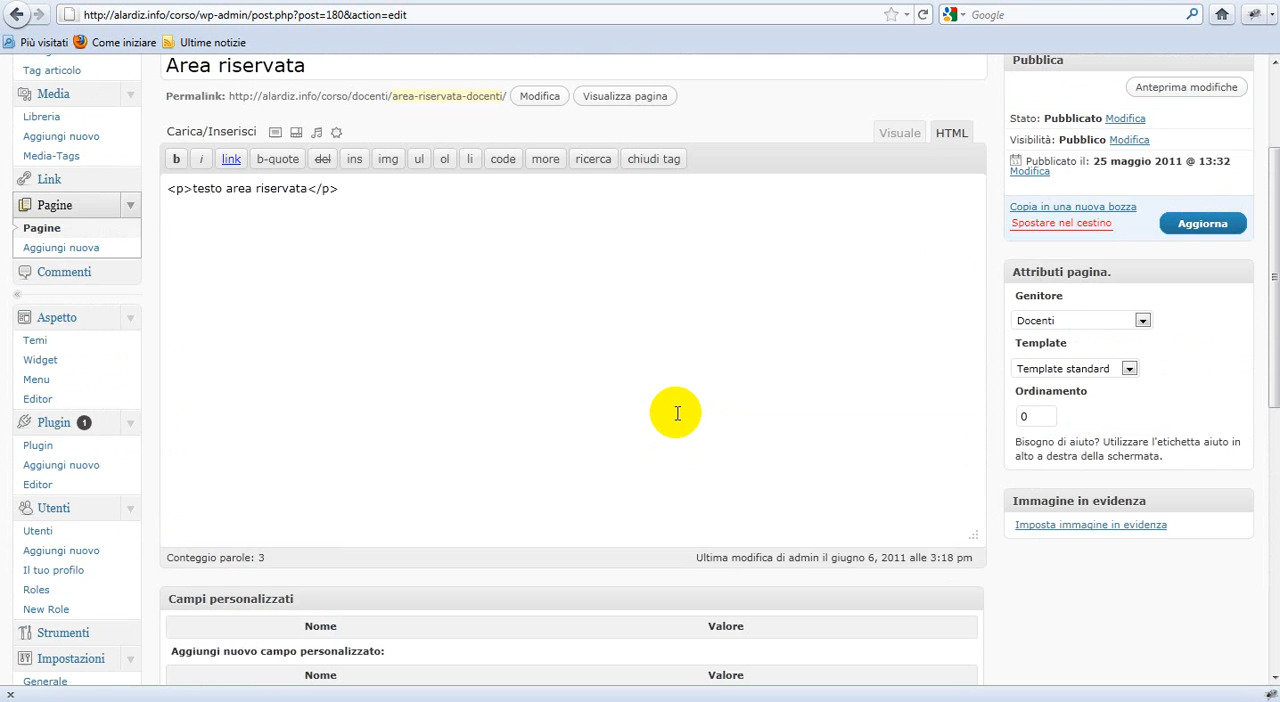 http://alardiz.info/corso/wp-admin/post.php?post=180&action=edit
Google
Più visitati Come iniziare Ultime notizie
Tag articolo
Media
Libreria
Aggiungi nuovo
Media-Tags
Link
Pagine
Pagine
Aggiungi nuova
Commenti
Aspetto
Temi
Widget
Menu
Editor
Plugin 1
Plugin
Aggiungi nuovo
Editor
Utenti
Utenti
Aggiungi nuovo
Il tuo profilo
Roles
New Role
Strumenti
Impostazioni
Generale
Area riservata
Permalink: http://alardiz.info/corso/docenti/area-riservata-docenti/ Modifica Visualizza pagina
Carica/Inserisci
Visuale HTML
b i link b-quote del ins img ul ol li code more ricerca chiudi tag
<p>testo area riservata</p>
Conteggio parole: 3
Ultima modifica di admin il giugno 6, 2011 alle 3:18 pm
Campi personalizzati
Nome Valore
Aggiungi nuovo campo personalizzato:
Nome Valore
Pubblica
Anteprima modifiche
Stato: Pubblicato Modifica
Visibilità: Pubblico Modifica
Pubblicato il: 25 maggio 2011 @ 13:32
Modifica
Copia in una nuova bozza
Spostare nel cestino
Aggiorna
Attributi pagina.
Genitore
Docenti
Template
Template standard
Ordinamento
0
Bisogno di aiuto? Utilizzare l'etichetta aiuto in
alto a destra della schermata.
Immagine in evidenza
Imposta immagine in evidenza